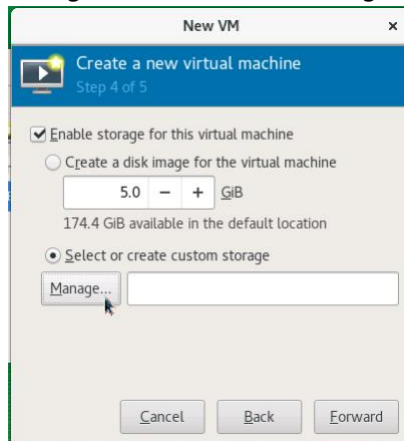 New VM ×
Create a new virtual machine
Step 4 of 5
Enable storage for this virtual machine
Create a disk image for the virtual machine
5.0 − + GiB
174.4 GiB available in the default location
Select or create custom storage
Manage...
Cancel Back Forward